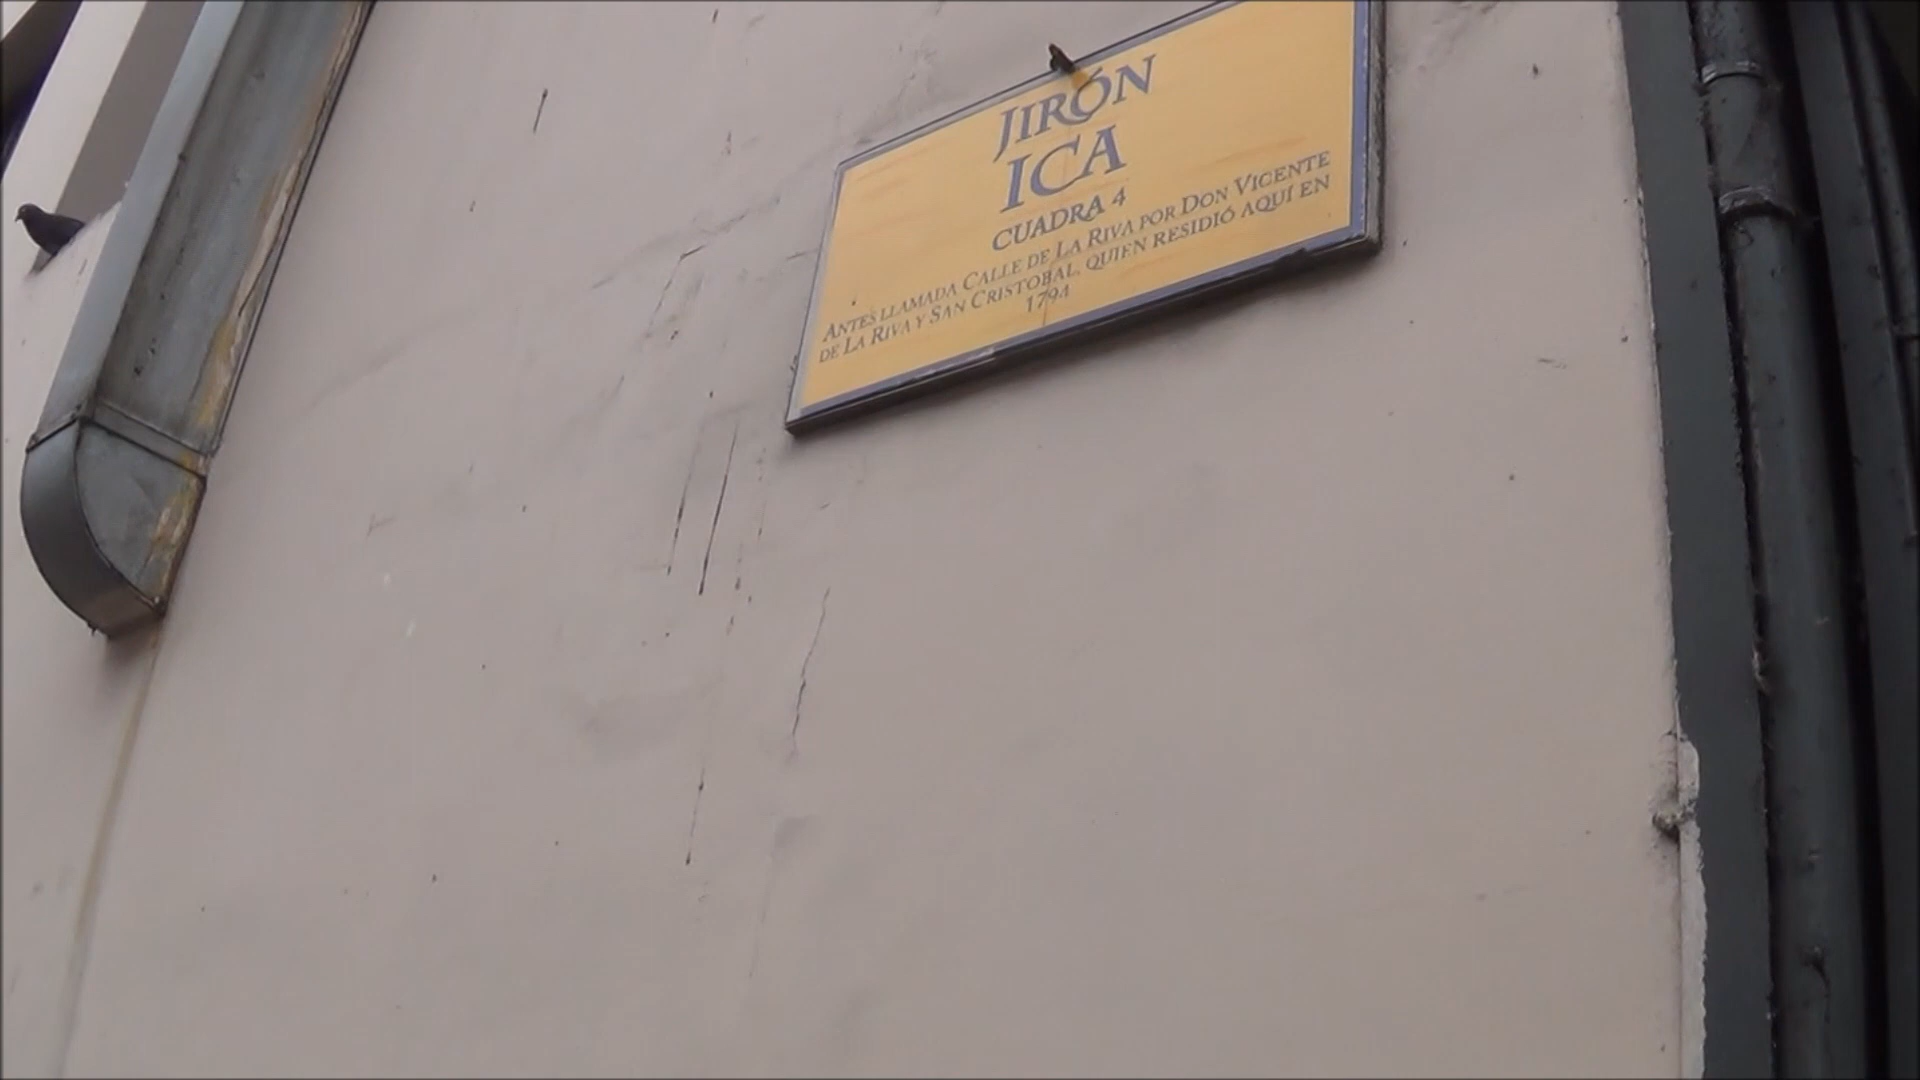 JIRÓN
ICA
CUADRA 4
ANTES LLAMADA CALLE DE LA RIVA POR DON VICENTE
DE LA RIVA Y SAN CRISTOBAL, QUIEN RESIDIÓ AQUÍ EN
1794